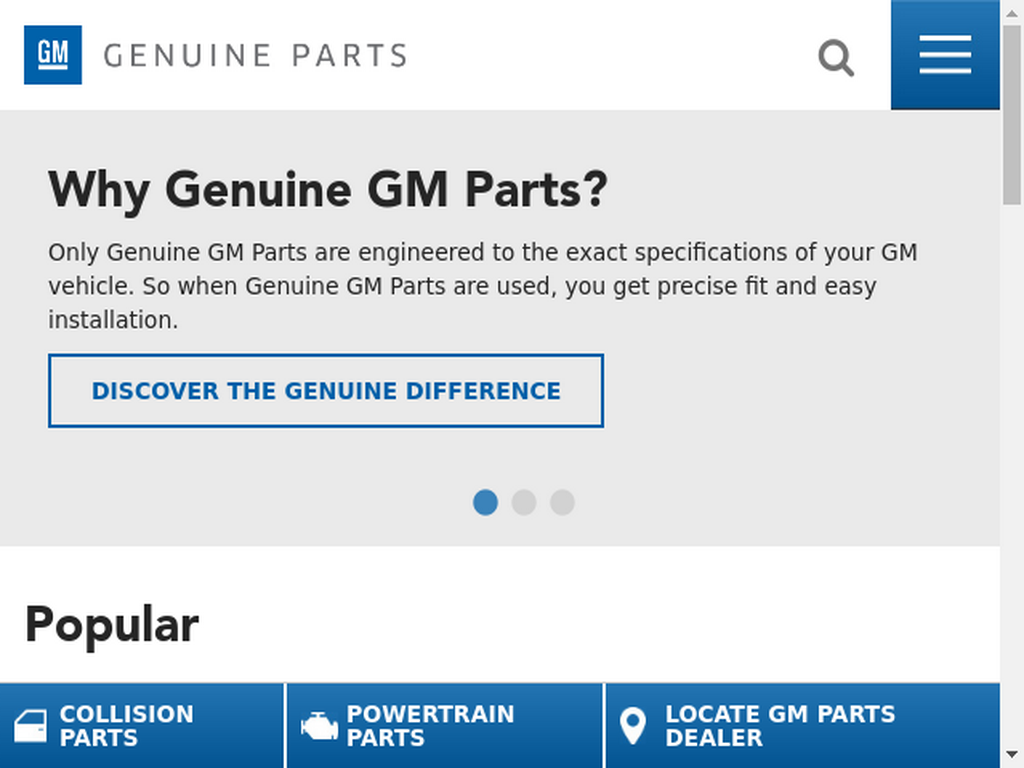 GM GENUINE PARTS
Why Genuine GM Parts?
Only Genuine GM Parts are engineered to the exact specifications of your GM
vehicle. So when Genuine GM Parts are used, you get precise fit and easy
installation.
DISCOVER THE GENUINE DIFFERENCE
Popular
COLLISION
PARTS
POWERTRAIN
PARTS
LOCATE GM PARTS
DEALER